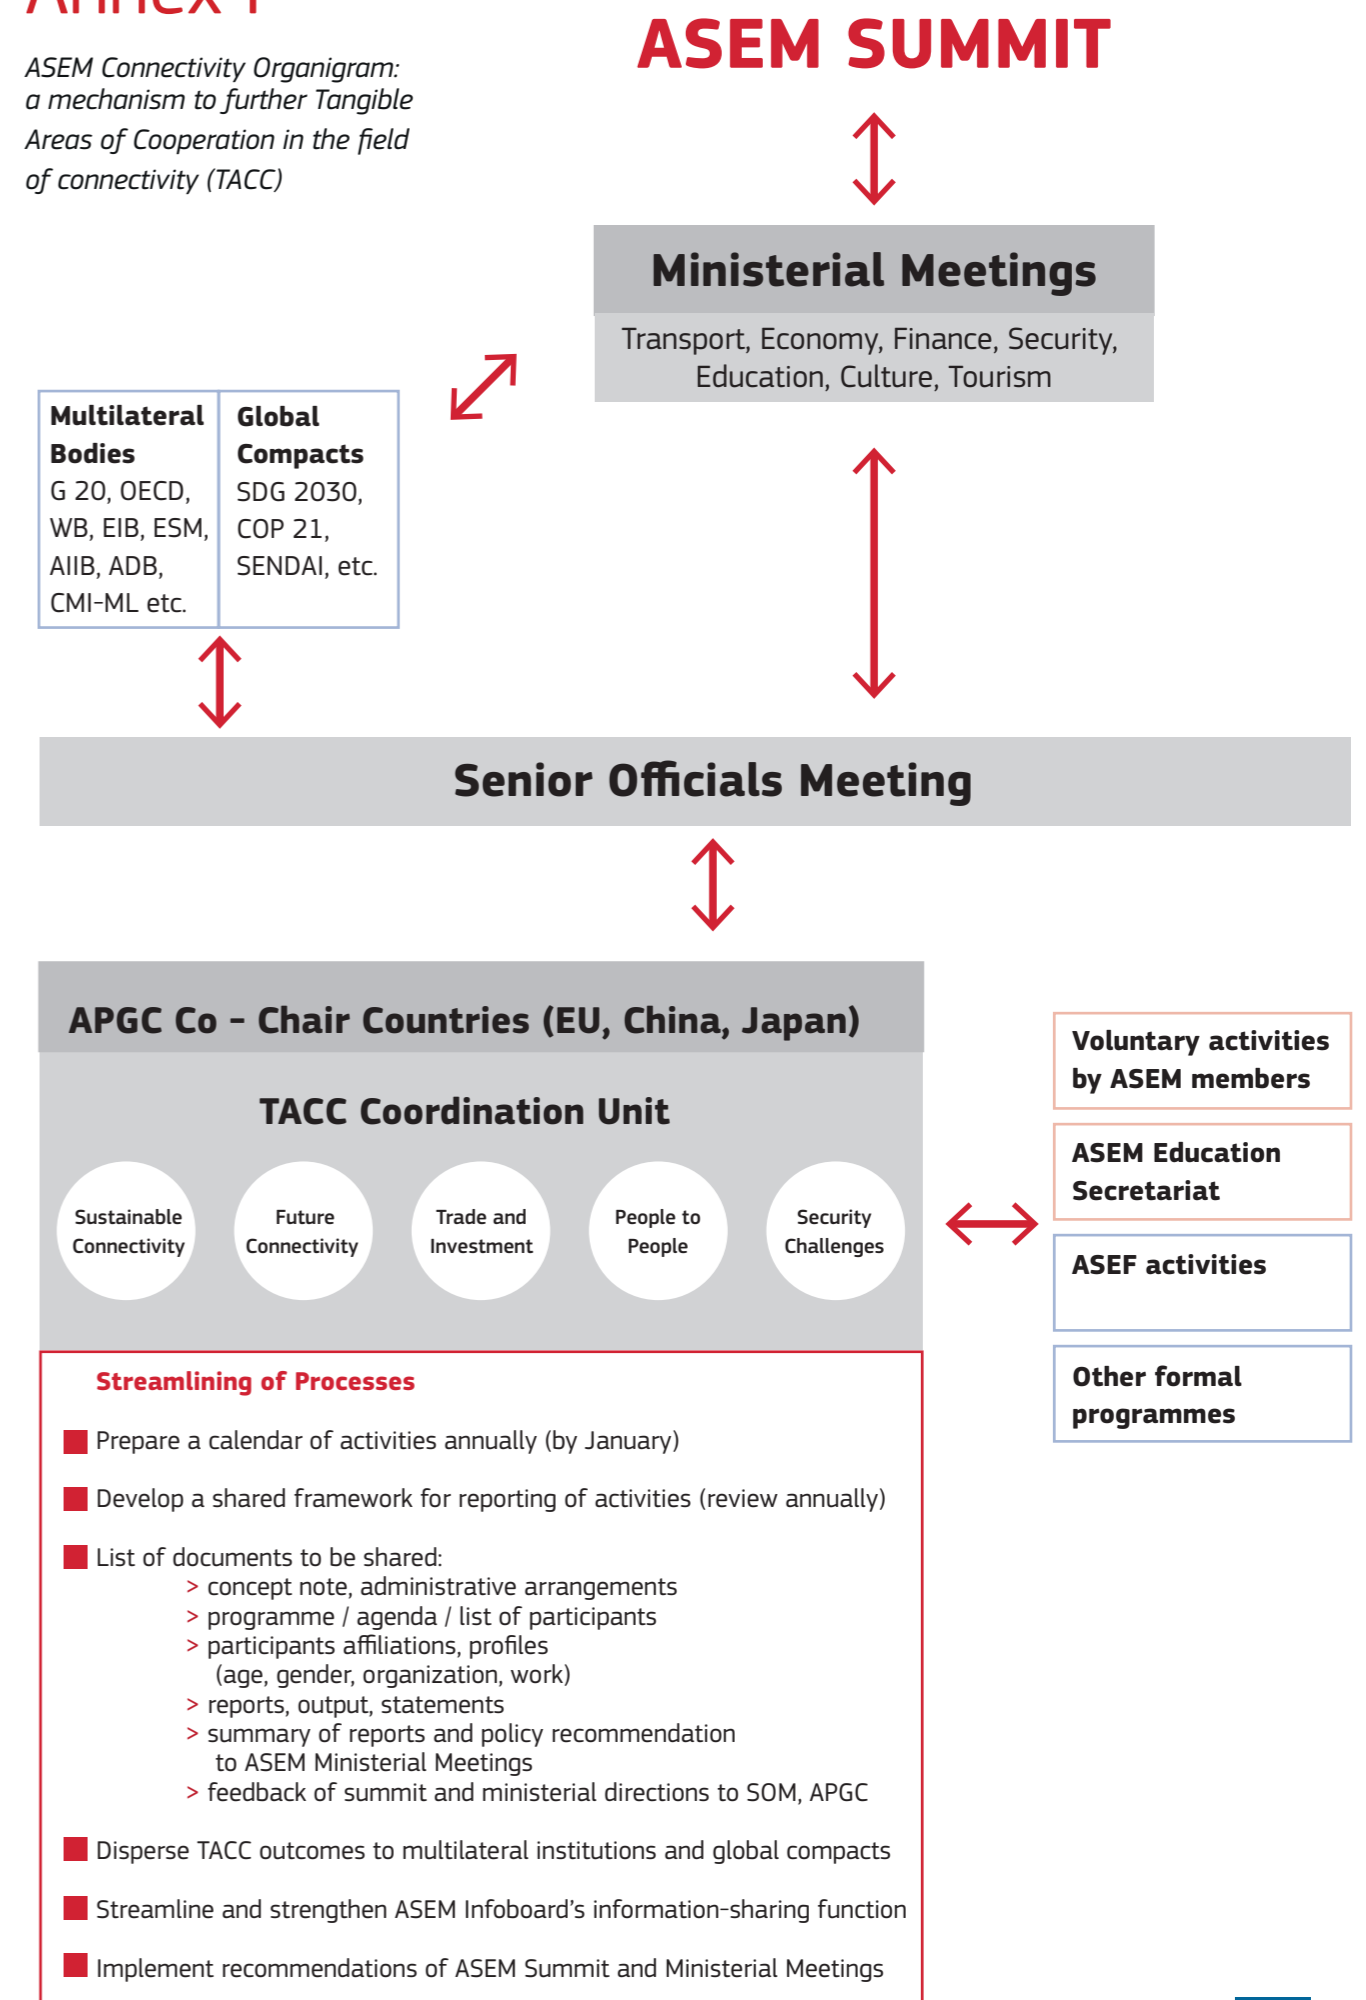 Annex I
ASEM Connectivity Organigram:
a mechanism to further Tangible
Areas of Cooperation in the field
of connectivity (TACC)
ASEM SUMMIT
Ministerial Meetings
Transport, Economy, Finance, Security,
Education, Culture, Tourism
Multilateral
Bodies
G 20, OECD,
WB, EIB, ESM,
AIIB, ADB,
CMI-ML etc.
Global
Compacts
SDG 2030,
COP 21,
SENDAI, etc.
Senior Officials Meeting
APGC Co - Chair Countries (EU, China, Japan)
TACC Coordination Unit
Sustainable
Connectivity
Future
Connectivity
Trade and
Investment
People to
People
Security
Challenges
Voluntary activities
by ASEM members
ASEM Education
Secretariat
ASEF activities
Other formal
programmes
Streamlining of Processes
Prepare a calendar of activities annually (by January)
Develop a shared framework for reporting of activities (review annually)
List of documents to be shared:
> concept note, administrative arrangements
> programme / agenda / list of participants
> participants affiliations, profiles
(age, gender, organization, work)
> reports, output, statements
> summary of reports and policy recommendation
to ASEM Ministerial Meetings
> feedback of summit and ministerial directions to SOM, APGC
Disperse TACC outcomes to multilateral institutions and global compacts
Streamline and strengthen ASEM Infoboard's information-sharing function
Implement recommendations of ASEM Summit and Ministerial Meetings